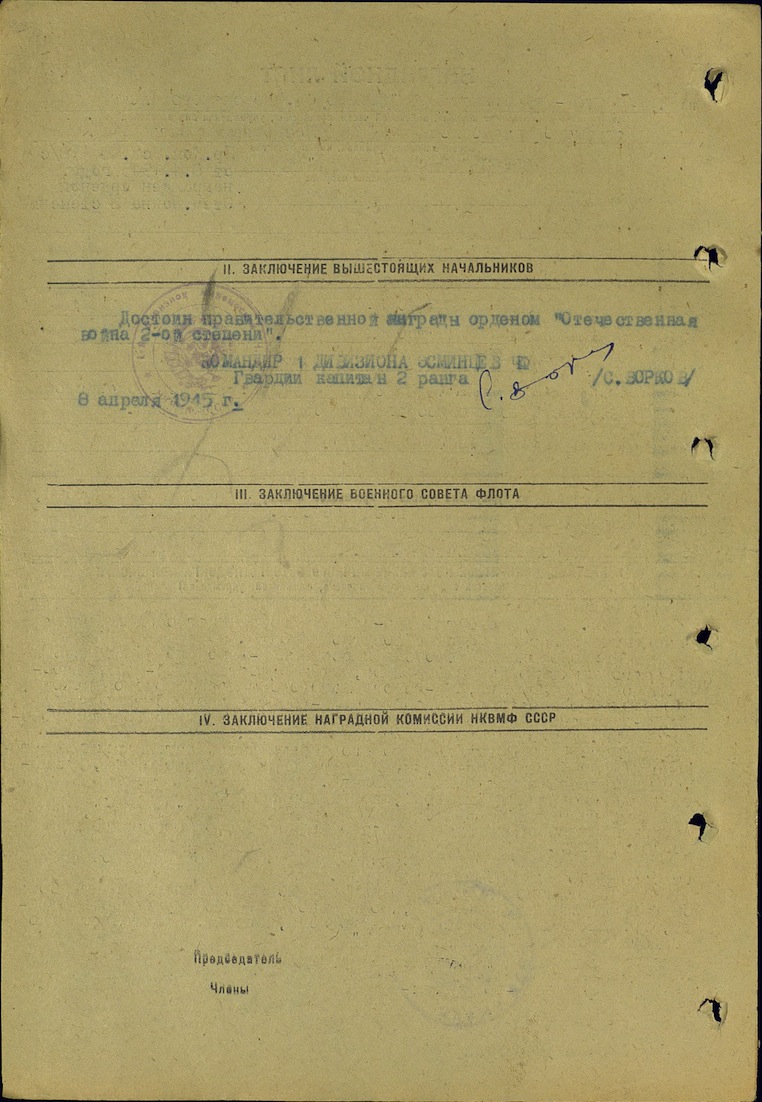 II. ЗАКЛЮЧЕНИЕ ВЫШЕСТОЯЩИХ НАЧАЛЬНИКОВ
Достоин правительственной награды орденом "Отечественная
война 2-ой степени".
КОМАНДИР 1 ДИВИЗИОНА ЭСМИНЦЕВ
Гвардии капитан 2 ранга /С. БОРКОВ/
8 апреля 1945 г.
III. ЗАКЛЮЧЕНИЕ ВОЕННОГО СОВЕТА ФЛОТА
IV. ЗАКЛЮЧЕНИЕ НАГРАДНОЙ КОМИССИИ НКВМФ СССР
Председатель
Члены